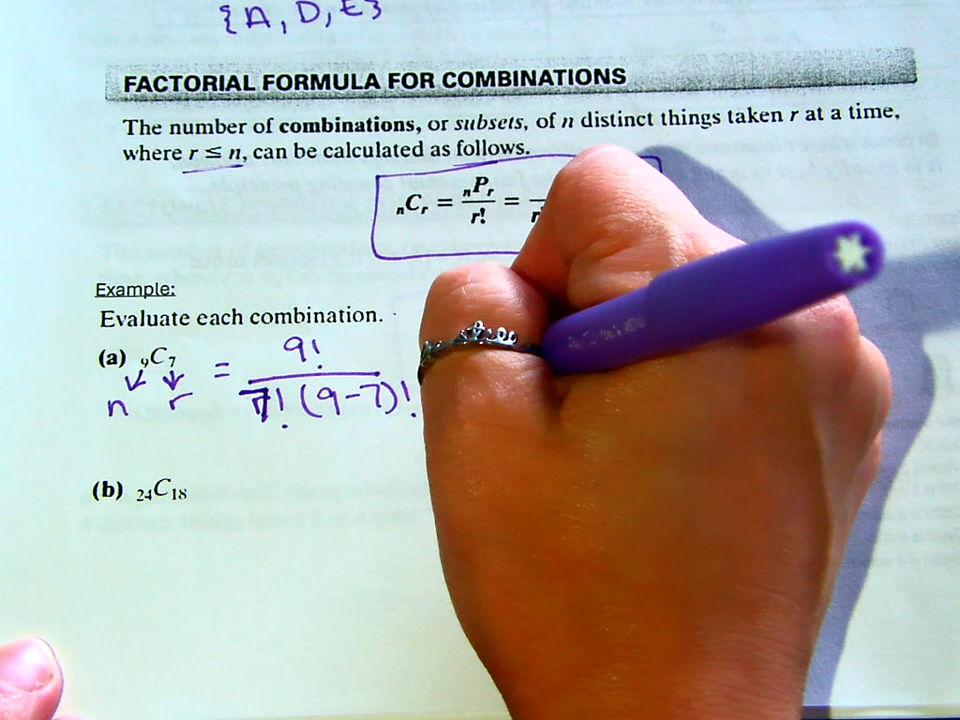 {A, D, E}
FACTORIAL FORMULA FOR COMBINATIONS
The number of combinations, or subsets, of n distinct things taken r at a time,
where r ≤ n, can be calculated as follows.
nCr = nPr / r! =
Example:
Evaluate each combination.
(a) 9C7 = 9! / 7! (9-7)!
n r
(b) 24C18